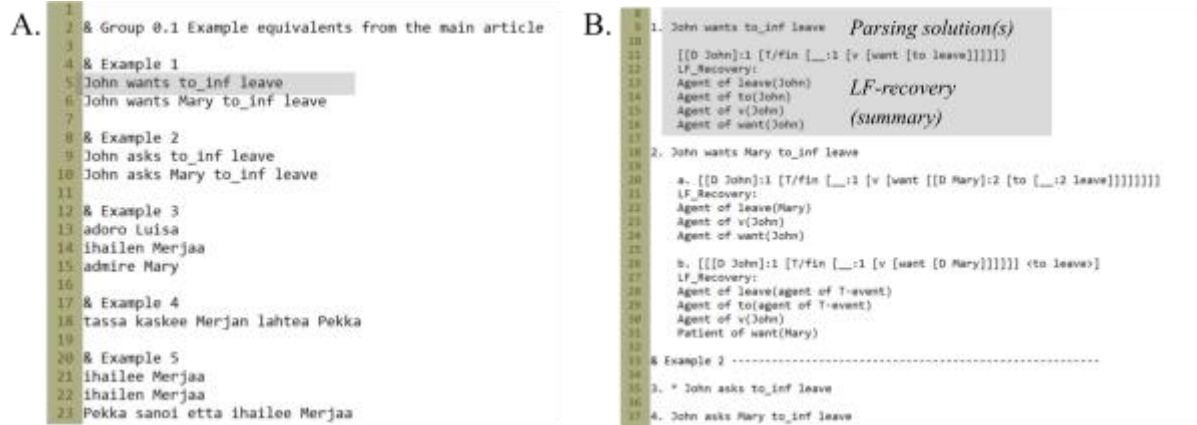 A.
1
2 & Group 0.1 Example equivalents from the main article
3
4 & Example 1
5 John wants to_inf leave
6 John wants Mary to_inf leave
7
8 & Example 2
9 John asks to_inf leave
10 John asks Mary to_inf leave
11
12 & Example 3
13 adoro Luisa
14 ihailen Merjaa
15 admire Mary
16
17 & Example 4
18 tassa kaskee Merjan lahtea Pekka
19
20 & Example 5
21 ihailee Merjaa
22 ihailen Merjaa
23 Pekka sanoi etta ihailee Merjaa
B.
8
9 1. John wants to_inf leave Parsing solution(s)
10
11 [[D John]:1 [T/fin [__:1 [v [want [to leave]]]]]]
12 LF_Recovery:
13 Agent of leave(John) LF-recovery
14 Agent of to(John)
15 Agent of v(John) (summary)
16 Agent of want(John)
17
18 2. John wants Mary to_inf leave
19
20 a. [[D John]:1 [T/fin [__:1 [v [want [[D Mary]:2 [to [__:2 leave]]]]]]]]
21 LF_Recovery:
22 Agent of leave(Mary)
23 Agent of v(John)
24 Agent of want(John)
25
26 b. [[[D John]:1 [T/fin [__:1 [v [want [D Mary]]]]]] <to leave>]
27 LF_Recovery:
28 Agent of leave(agent of T-event)
29 Agent of to(agent of T-event)
30 Agent of v(John)
31 Patient of want(Mary)
32
33 & Example 2 ------------------------------------------------------
34
35 3. * John asks to_inf leave
36
37 4. John asks Mary to_inf leave